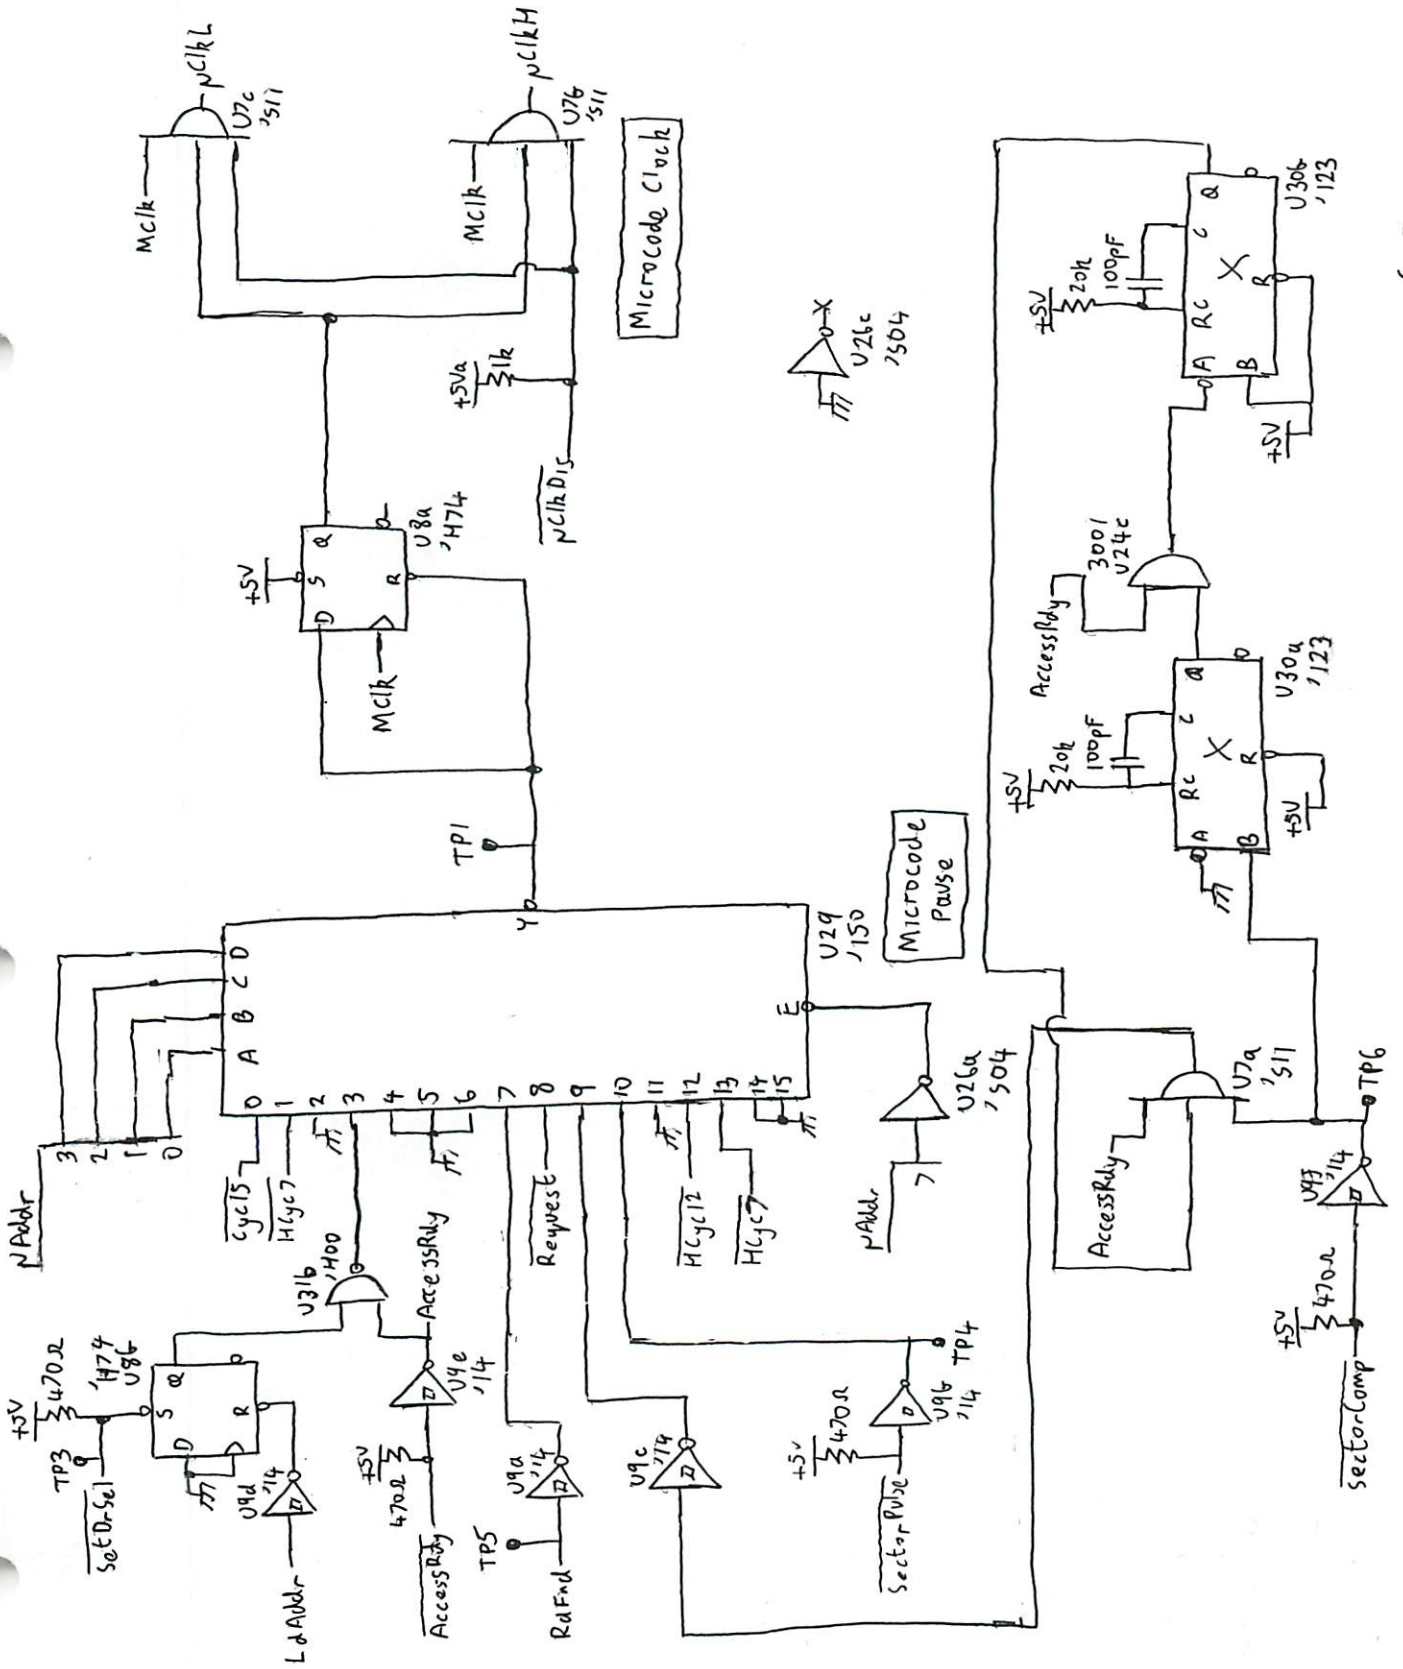 μAddr
3
2
1
0
D
C
B
A
SetDrSel
TP3
+5V
470Ω
'H74
U8b
D
S
Q
R
LdAddr
U9d
'14
AccessRdy
+5V
470Ω
U9e
'14
AccessRdy
U31b
'H00
Cyc15
HCyc7
TP5
RdFnd
U9a
'14
Request
U9c
'14
SectorPulse
+5V
470Ω
U9b
'14
TP4
HCyc12
HCyc7
0
1
2
3
4
5
6
7
8
9
10
11
12
13
14
15
E
Y
U29
'150
μAddr
7
U26a
'S04
Microcode
Pause
TP1
+5V
D
S
Q
R
U8a
'H74
MClk
μClkDis
+5Va
1k
MClk
μClkL
U7c
'S11
MClk
μClkH
U7b
'S11
Microcode Clock
X
U26c
'S04
SectorComp
+5V
470Ω
U9f
'14
TP6
AccessRdy
U7a
'S11
+5V
20k
100pF
A
B
RC
C
X
R
Q
+5V
U30a
'123
AccessRdy
3001
U24c
+5V
20k
100pF
A
B
RC
C
X
R
Q
+5V
U30b
'123